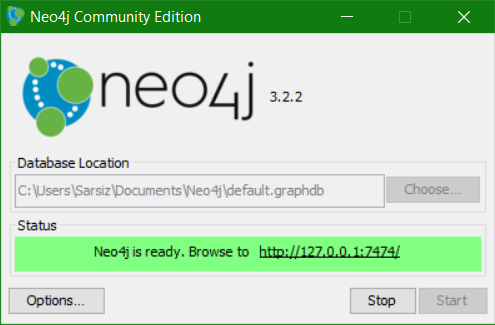 Neo4j Community Edition
neo4j 3.2.2
Database Location
C:\Users\Sarsiz\Documents\Neo4j\default.graphdb Choose...
Status
Neo4j is ready. Browse to http://127.0.0.1:7474/
Options... Stop Start